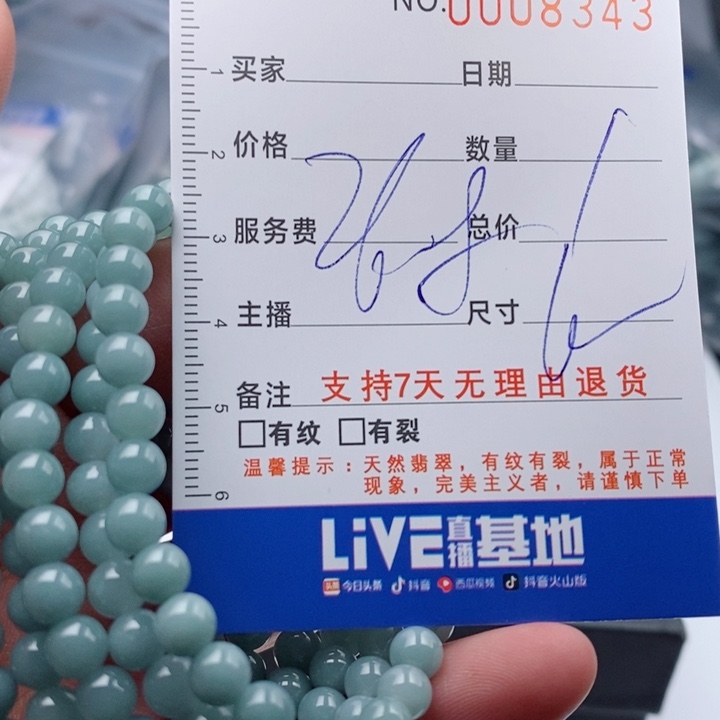 NO.0008343
1 买家 日期
2 价格 数量
3 服务费 总价
4 主播 尺寸
5 备注 支持7天无理由退货
□有纹 □有裂
温馨提示：天然翡翠，有纹有裂，属于正常
6 现象，完美主义者，请谨慎下单
LiVE直播基地
头条 今日头条 抖音 西瓜视频 抖音火山版